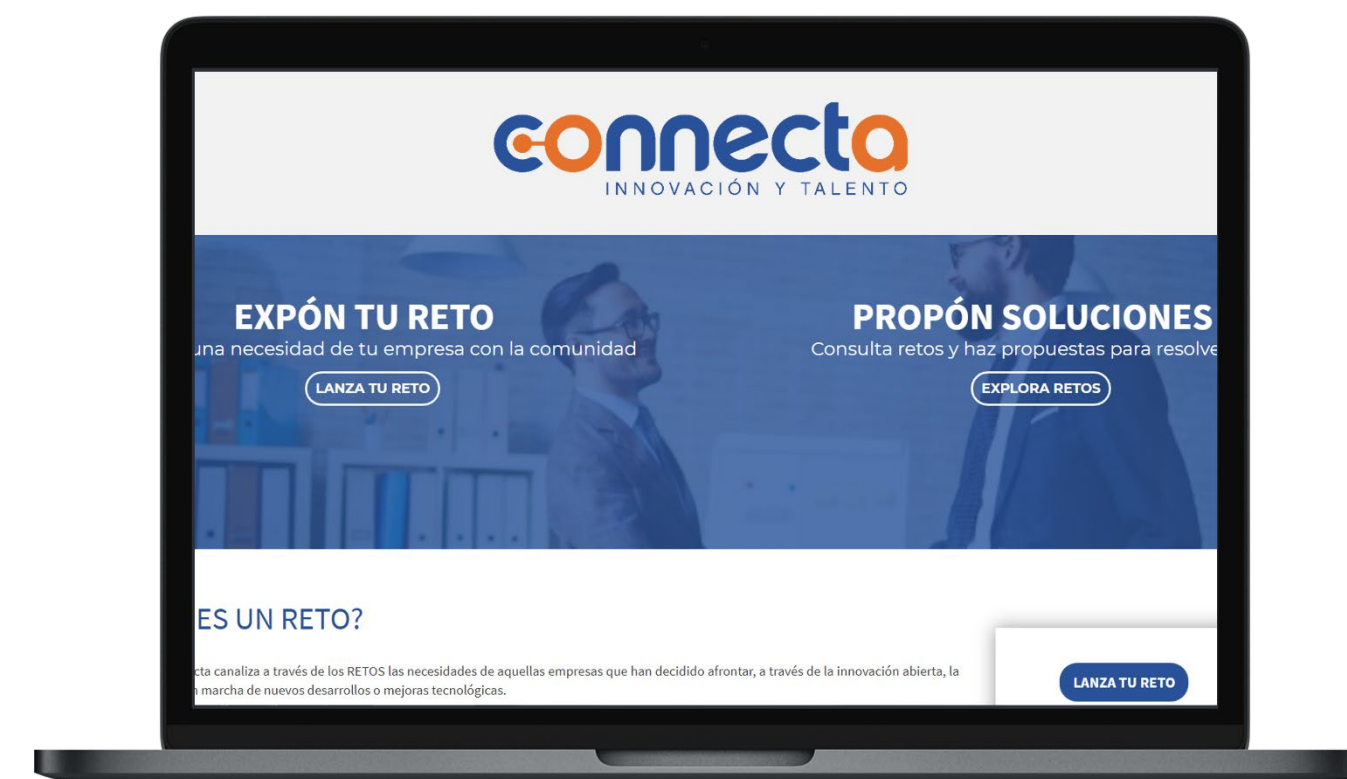 connecta
INNOVACIÓN Y TALENTO
EXPÓN TU RETO
una necesidad de tu empresa con la comunidad
LANZA TU RETO
PROPÓN SOLUCIONES
Consulta retos y haz propuestas para resolve
EXPLORA RETOS
ES UN RETO?
cta canaliza a través de los RETOS las necesidades de aquellas empresas que han decidido afrontar, a través de la innovación abierta, la
marcha de nuevos desarrollos o mejoras tecnológicas.
LANZA TU RETO